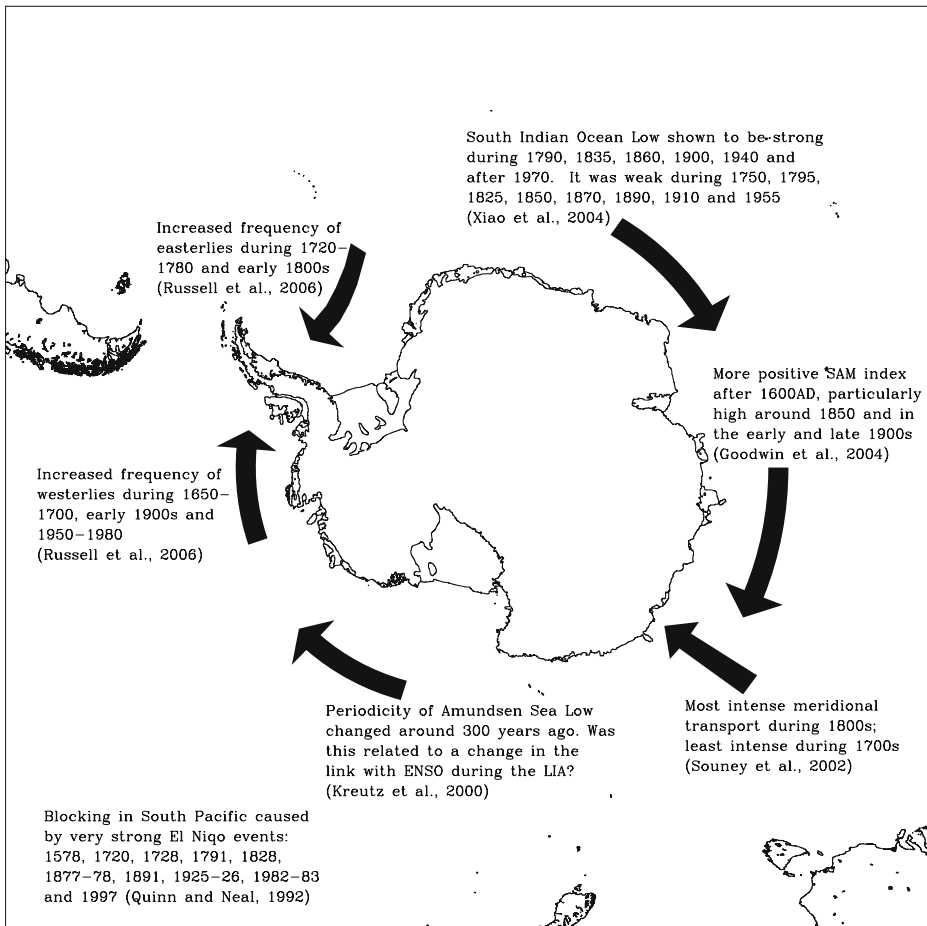 South Indian Ocean Low shown to be strong
during 1790, 1835, 1860, 1900, 1940 and
after 1970. It was weak during 1750, 1795,
1825, 1850, 1870, 1890, 1910 and 1955
(Xiao et al., 2004)
Increased frequency of
easterlies during 1720-
1780 and early 1800s
(Russell et al., 2006)
More positive SAM index
after 1600AD, particularly
high around 1850 and in
the early and late 1900s
(Goodwin et al., 2004)
Increased frequency of
westerlies during 1650-
1700, early 1900s and
1950-1980
(Russell et al., 2006)
Periodicity of Amundsen Sea Low
changed around 300 years ago. Was
this related to a change in the
link with ENSO during the LIA?
(Kreutz et al., 2000)
Most intense meridional
transport during 1800s;
least intense during 1700s
(Souney et al., 2002)
Blocking in South Pacific caused
by very strong El Niqo events:
1578, 1720, 1728, 1791, 1828,
1877-78, 1891, 1925-26, 1982-83
and 1997 (Quinn and Neal, 1992)